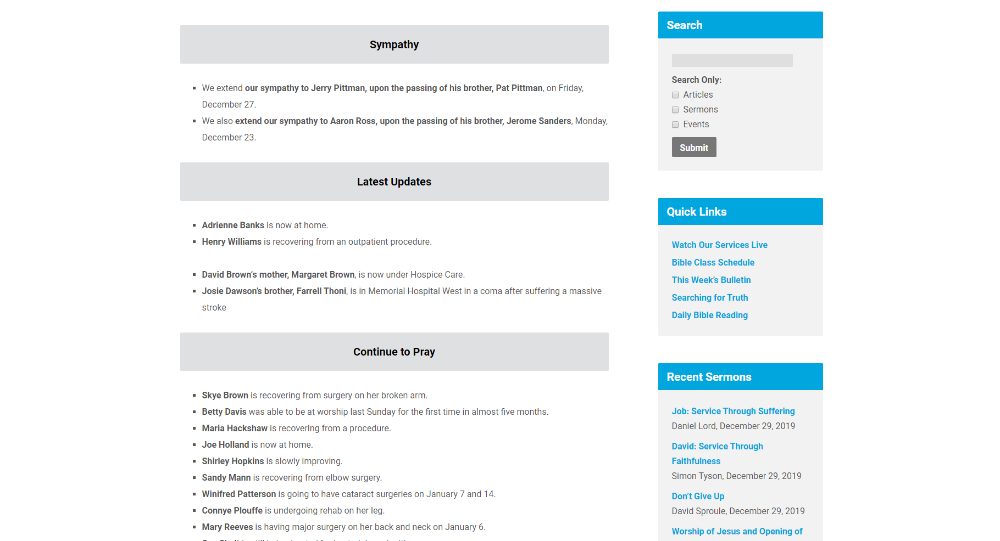 Sympathy
We extend our sympathy to Jerry Pittman, upon the passing of his brother, Pat Pittman, on Friday,
December 27.
We also extend our sympathy to Aaron Ross, upon the passing of his brother, Jerome Sanders, Monday,
December 23.
Latest Updates
Adrienne Banks is now at home.
Henry Williams is recovering from an outpatient procedure.
David Brown‘s mother, Margaret Brown, is now under Hospice Care.
Josie Dawson’s brother, Farrell Thoni, is in Memorial Hospital West in a coma after suffering a massive
stroke
Continue to Pray
Skye Brown is recovering from surgery on her broken arm.
Betty Davis was able to be at worship last Sunday for the first time in almost five months.
Maria Hackshaw is recovering from a procedure.
Joe Holland is now at home.
Shirley Hopkins is slowly improving.
Sandy Mann is recovering from elbow surgery.
Winifred Patterson is going to have cataract surgeries on January 7 and 14.
Connye Plouffe is undergoing rehab on her leg.
Mary Reeves is having major surgery on her back and neck on January 6.
Search
Search Only:
Articles
Sermons
Events
Submit
Quick Links
Watch Our Services Live
Bible Class Schedule
This Week’s Bulletin
Searching for Truth
Daily Bible Reading
Recent Sermons
Job: Service Through Suffering
Daniel Lord, December 29, 2019
David: Service Through
Faithfulness
Simon Tyson, December 29, 2019
Don’t Give Up
David Sproule, December 29, 2019
Worship of Jesus and Opening of